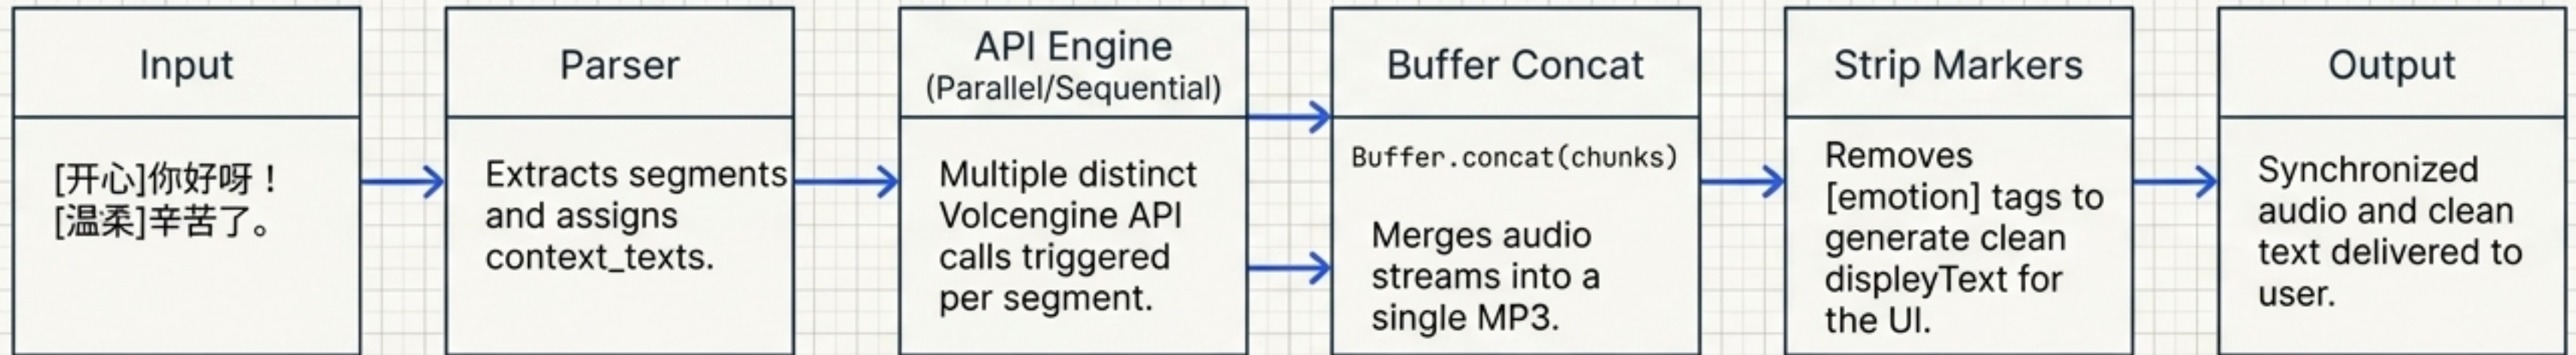 Input
[开心]你好呀！
[温柔]辛苦了。
Parser
Extracts segments
and assigns
context_texts.
API Engine
(Parallel/Sequential)
Multiple distinct
Volcengine API
calls triggered
per segment.
Buffer Concat
Buffer.concat(chunks)
Merges audio
streams into a
single MP3.
Strip Markers
Removes
[emotion] tags to
generate clean
displeyText for
the UI.
Output
Synchronized
audio and clean
text delivered to
user.